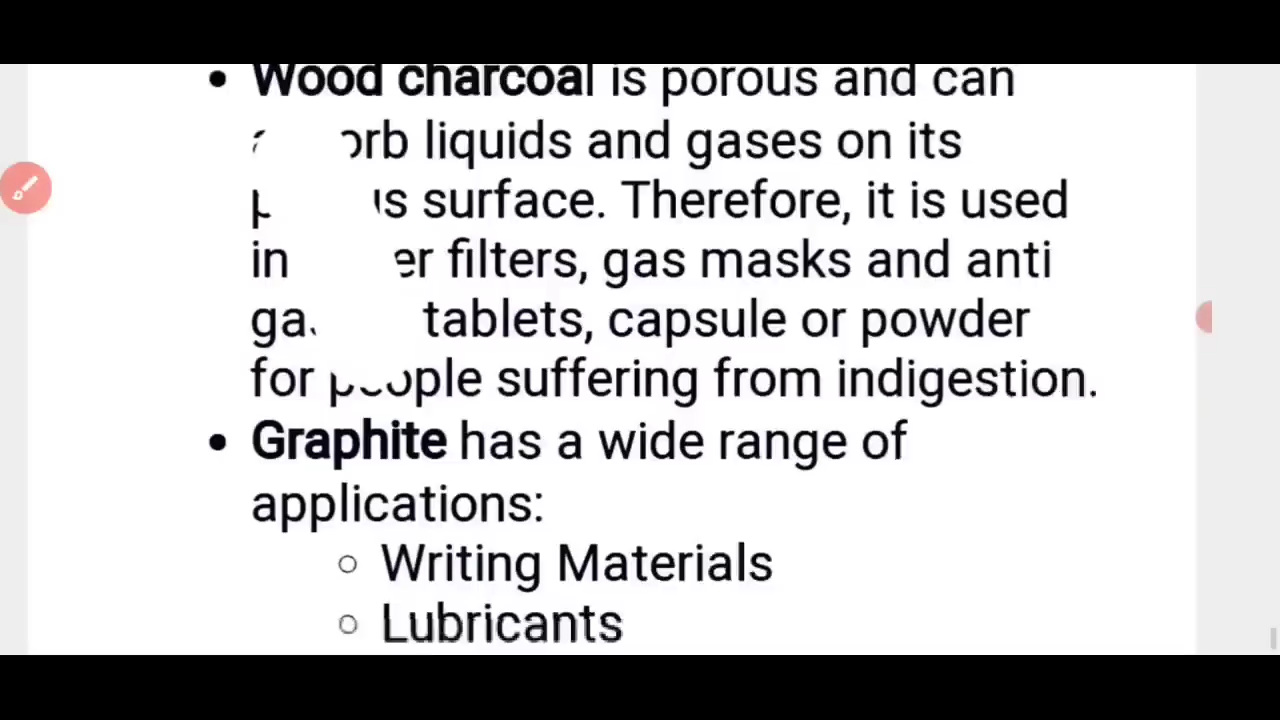 Wood charcoal is porous and can
liquids and gases on its
surface. Therefore, it is used
in filters, gas masks and anti
tablets, capsule or powder
for people suffering from indigestion.
Graphite has a wide range of
applications:
Writing Materials
Lubricants